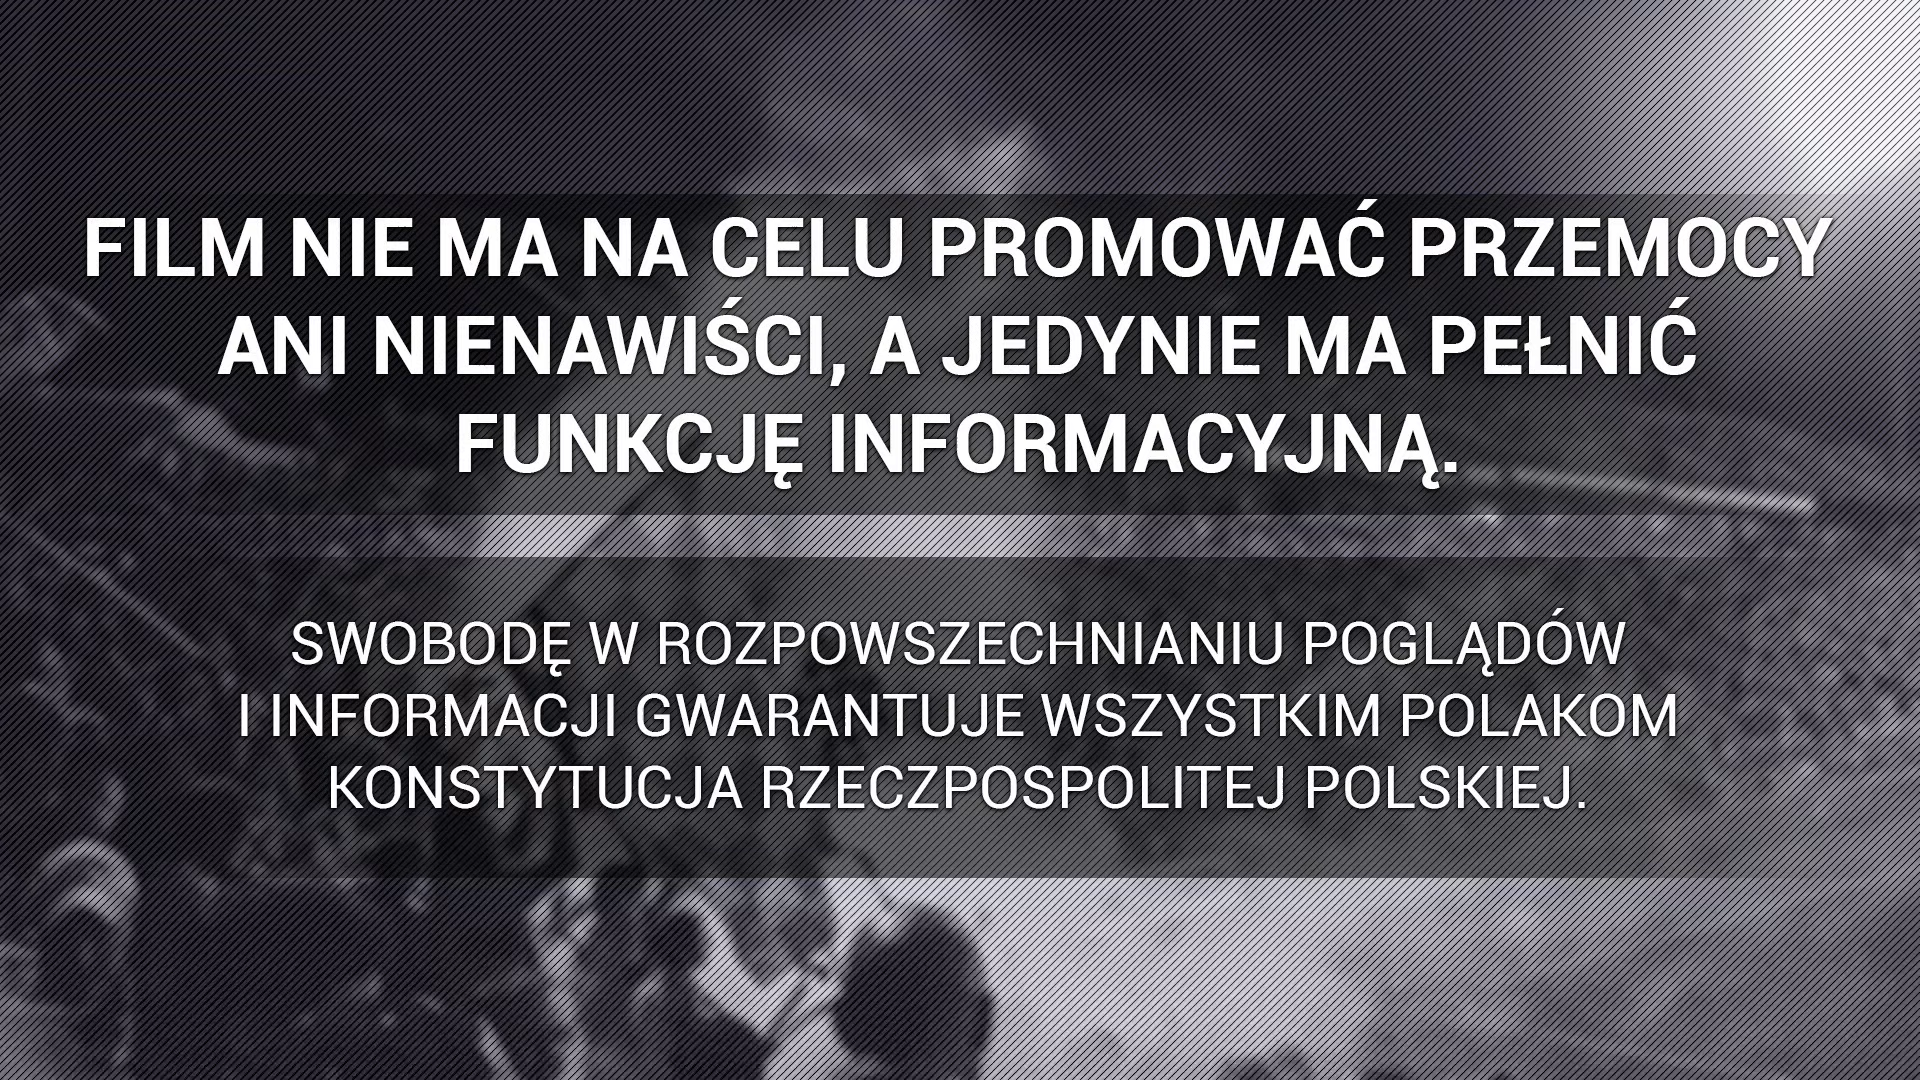 FILM NIE MA NA CELU PROMOWAĆ PRZEMOCY
ANI NIENAWIŚCI, A JEDYNIE MA PEŁNIĆ
FUNKCJĘ INFORMACYJNĄ.
SWOBODĘ W ROZPOWSZECHNIANIU POGLĄDÓW
I INFORMACJI GWARANTUJE WSZYSTKIM POLAKOM
KONSTYTUCJA RZECZPOSPOLITEJ POLSKIEJ.